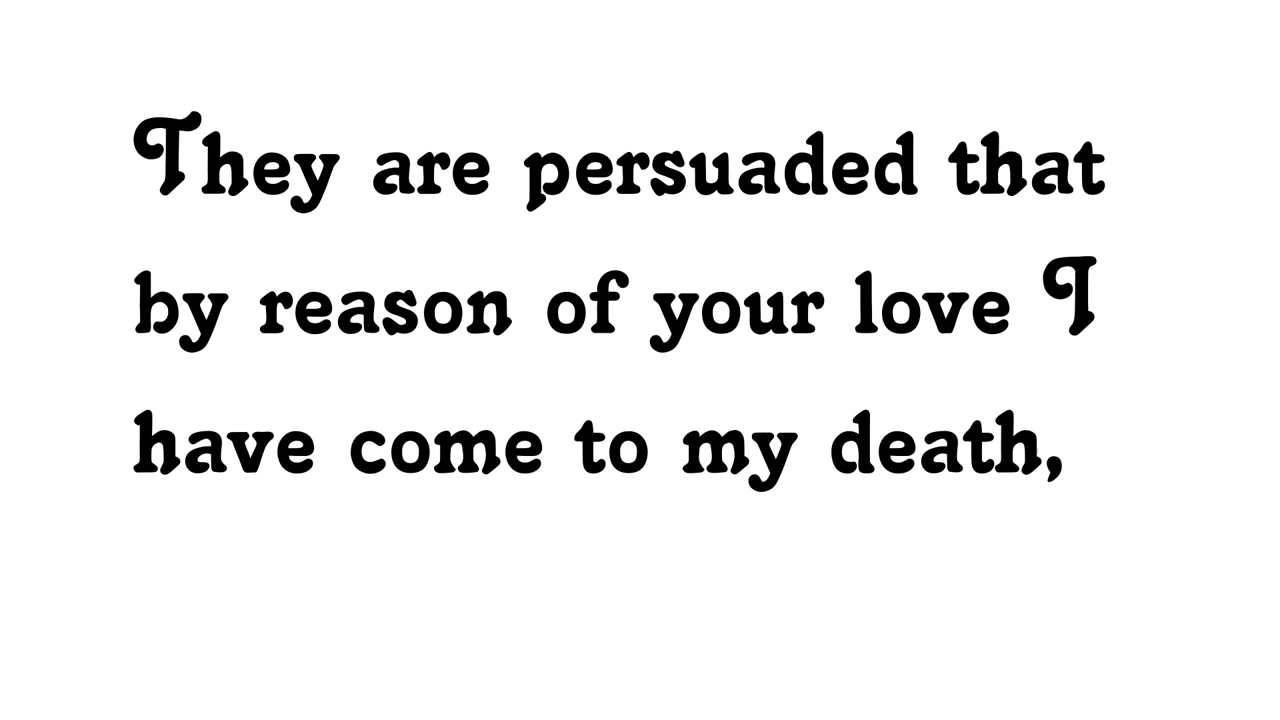 They are persuaded that
by reason of your love I
have come to my death,